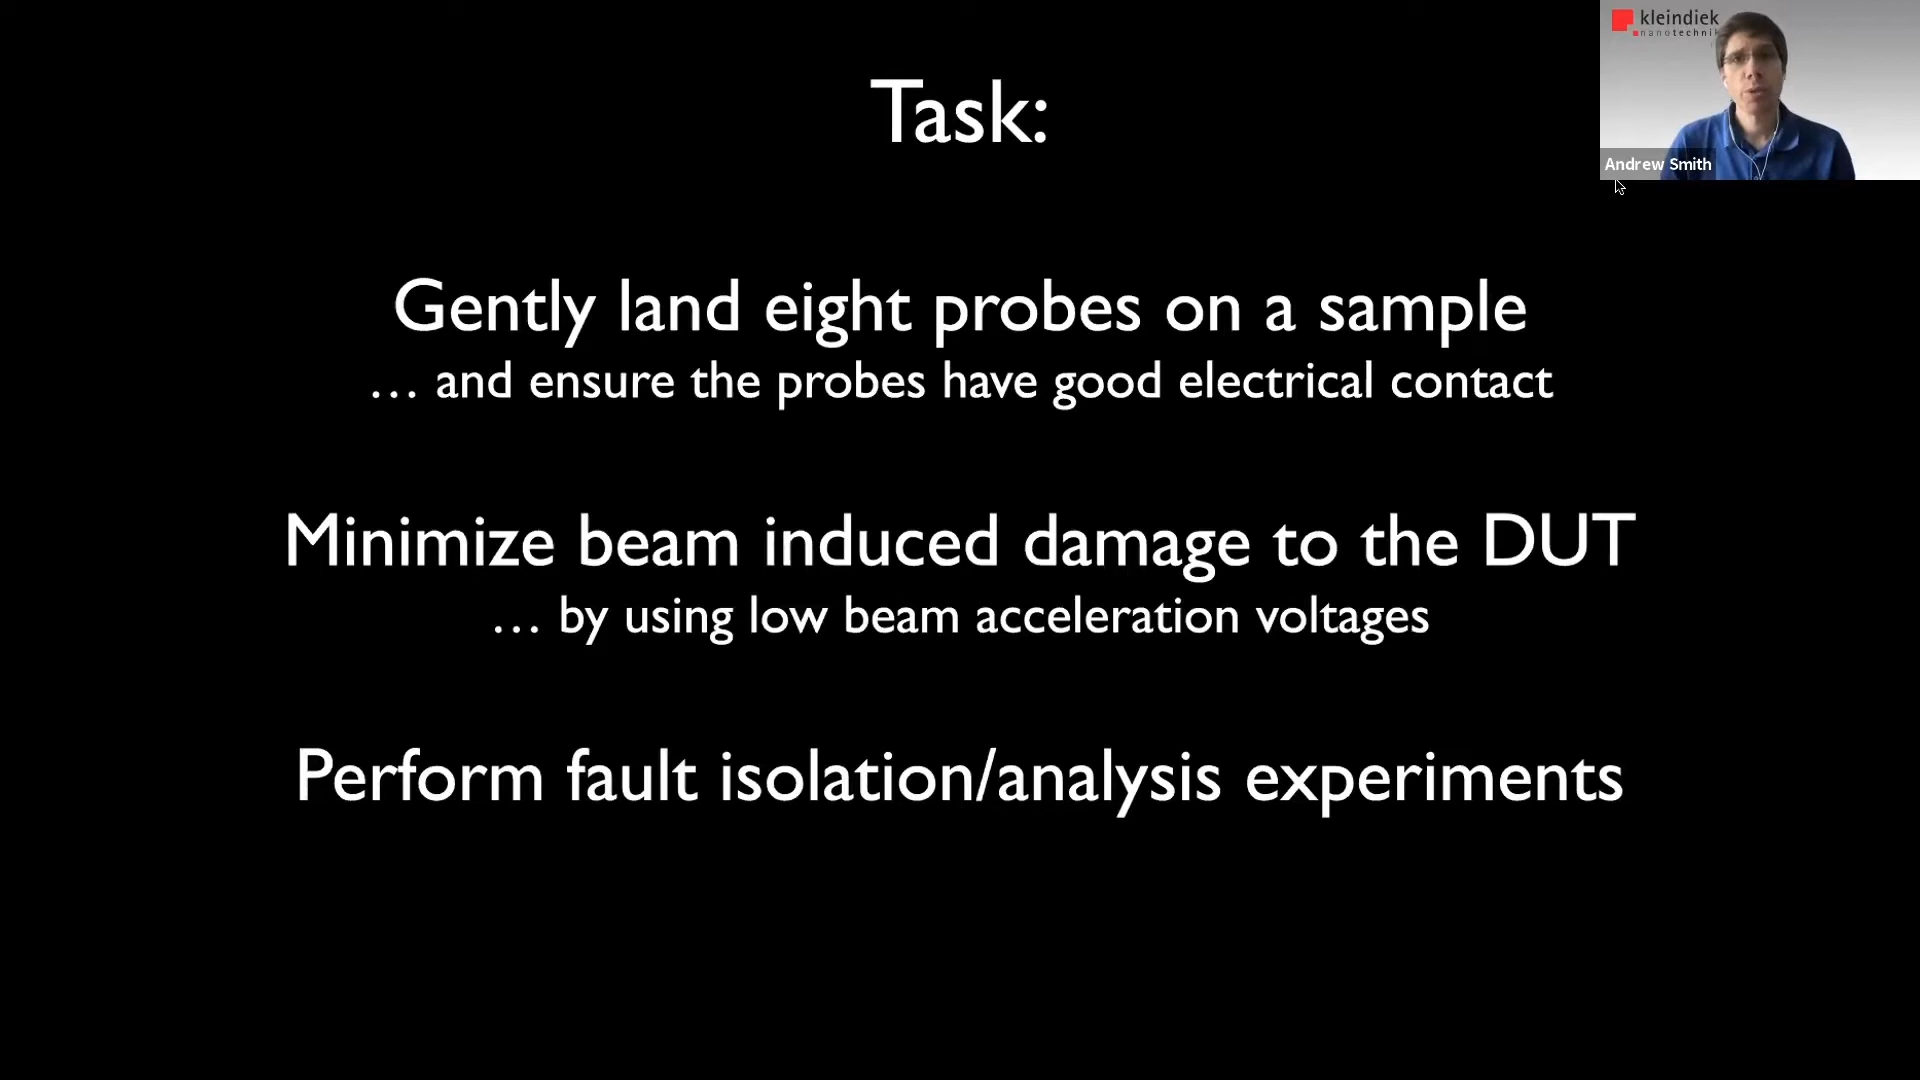 kleindiek
nanotechnik
Andrew Smith
Task:
Gently land eight probes on a sample
… and ensure the probes have good electrical contact
Minimize beam induced damage to the DUT
… by using low beam acceleration voltages
Perform fault isolation/analysis experiments